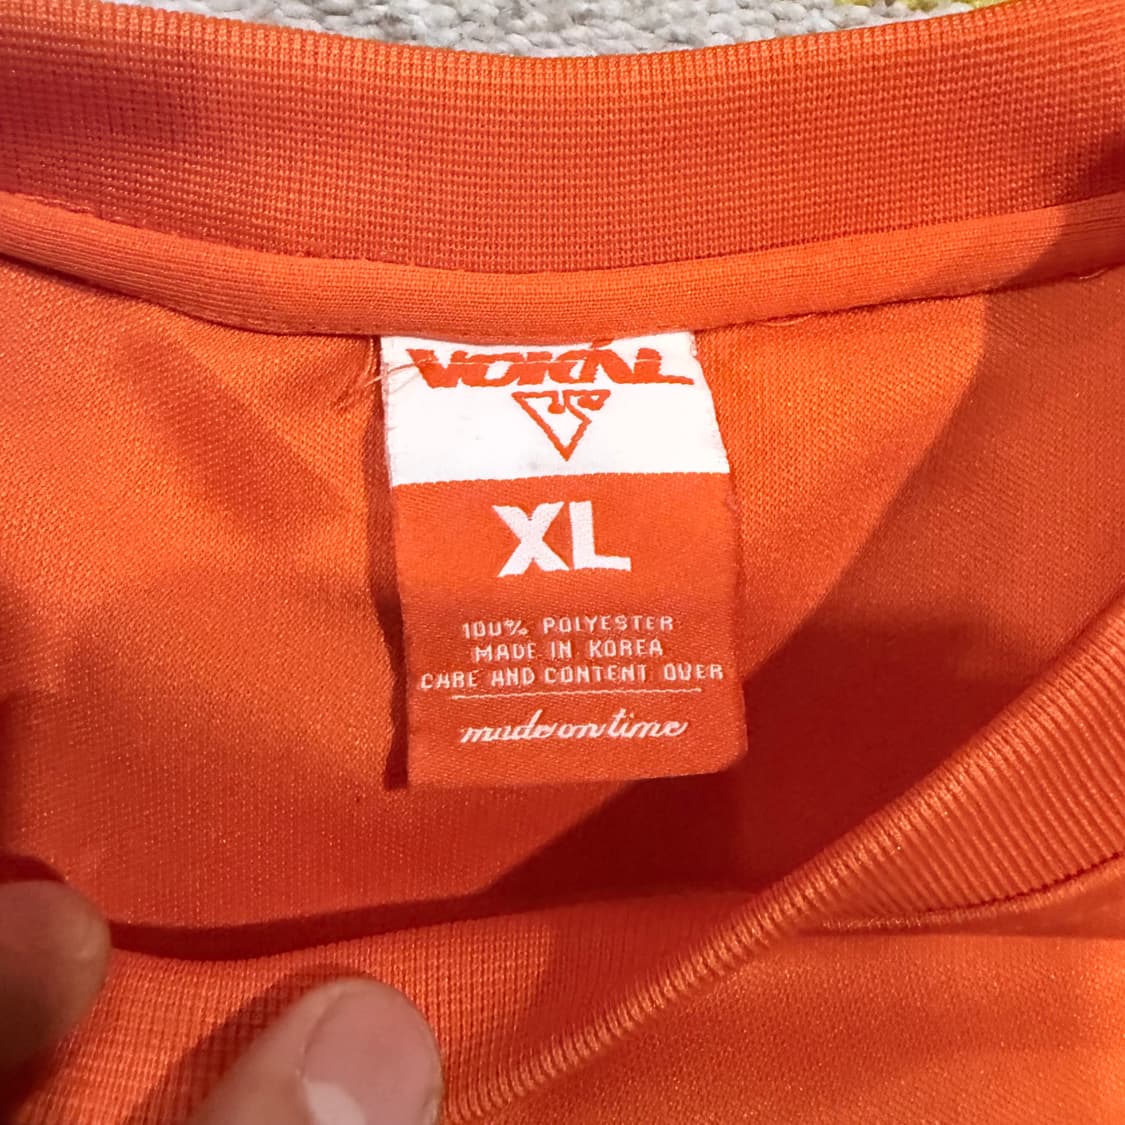 VOKAL
XL
100% POLYESTER
MADE IN KOREA
CARE AND CONTENT OVER
made on time